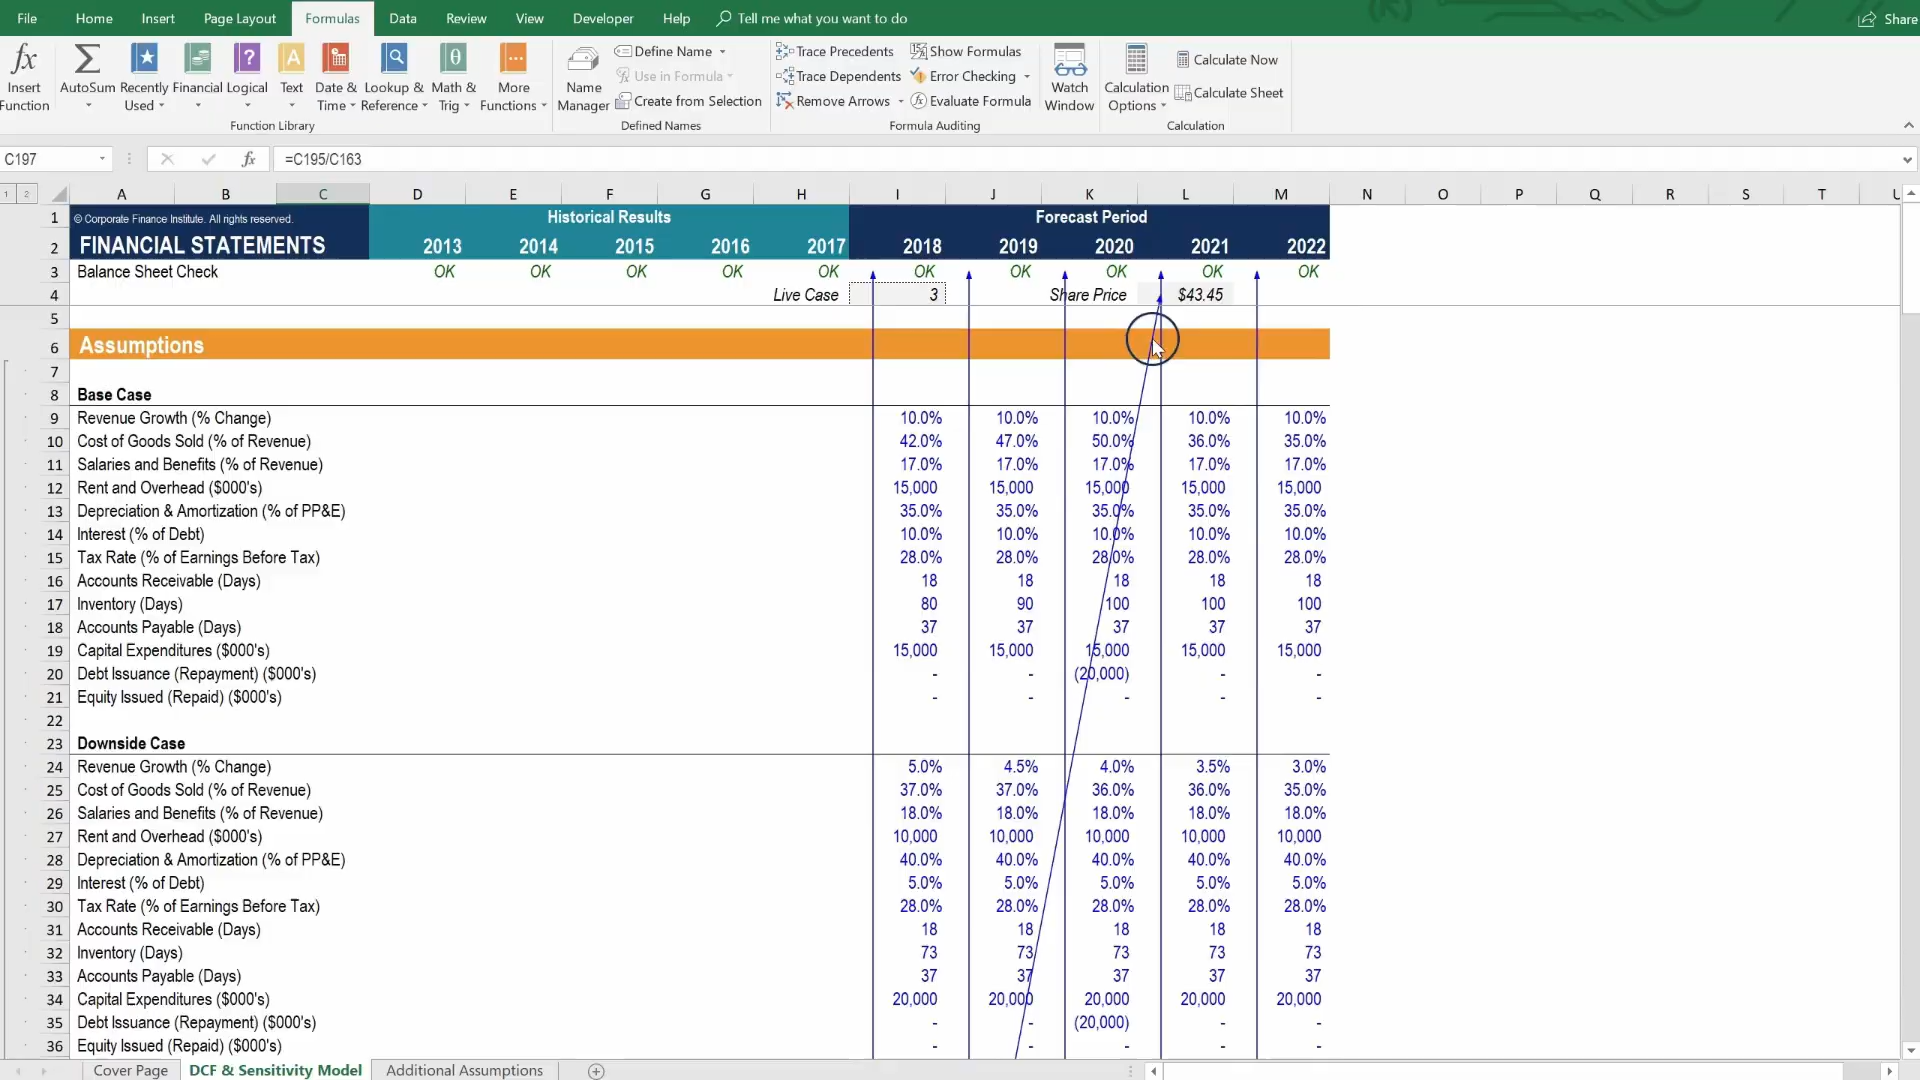 File Home Insert Page Layout Formulas Data Review View Developer Help Tell me what you want to do Share
Insert Function
AutoSum
Recently Used
Financial
Logical
Text
Date & Time
Lookup & Reference
Math & Trig
More Functions
Function Library
Name Manager
Define Name
Use in Formula
Create from Selection
Defined Names
Trace Precedents
Trace Dependents
Remove Arrows
Show Formulas
Error Checking
Evaluate Formula
Formula Auditing
Watch Window
Calculation Options
Calculate Now
Calculate Sheet
Calculation
C197 fx =C195/C163
1 2 A B C D E F G H I J K L M N O P Q R S T U
1 © Corporate Finance Institute. All rights reserved. Historical Results Forecast Period
2 FINANCIAL STATEMENTS 2013 2014 2015 2016 2017 2018 2019 2020 2021 2022
3 Balance Sheet Check OK OK OK OK OK OK OK OK OK OK
4 Live Case 3 Share Price $43.45
5
6 Assumptions
7
8 Base Case
9 Revenue Growth (% Change) 10.0% 10.0% 10.0% 10.0% 10.0%
10 Cost of Goods Sold (% of Revenue) 42.0% 47.0% 50.0% 36.0% 35.0%
11 Salaries and Benefits (% of Revenue) 17.0% 17.0% 17.0% 17.0% 17.0%
12 Rent and Overhead ($000's) 15,000 15,000 15,000 15,000 15,000
13 Depreciation & Amortization (% of PP&E) 35.0% 35.0% 35.0% 35.0% 35.0%
14 Interest (% of Debt) 10.0% 10.0% 10.0% 10.0% 10.0%
15 Tax Rate (% of Earnings Before Tax) 28.0% 28.0% 28.0% 28.0% 28.0%
16 Accounts Receivable (Days) 18 18 18 18 18
17 Inventory (Days) 80 90 100 100 100
18 Accounts Payable (Days) 37 37 37 37 37
19 Capital Expenditures ($000's) 15,000 15,000 15,000 15,000 15,000
20 Debt Issuance (Repayment) ($000's) - - (20,000) - -
21 Equity Issued (Repaid) ($000's) - - - - -
22
23 Downside Case
24 Revenue Growth (% Change) 5.0% 4.5% 4.0% 3.5% 3.0%
25 Cost of Goods Sold (% of Revenue) 37.0% 37.0% 36.0% 36.0% 35.0%
26 Salaries and Benefits (% of Revenue) 18.0% 18.0% 18.0% 18.0% 18.0%
27 Rent and Overhead ($000's) 10,000 10,000 10,000 10,000 10,000
28 Depreciation & Amortization (% of PP&E) 40.0% 40.0% 40.0% 40.0% 40.0%
29 Interest (% of Debt) 5.0% 5.0% 5.0% 5.0% 5.0%
30 Tax Rate (% of Earnings Before Tax) 28.0% 28.0% 28.0% 28.0% 28.0%
31 Accounts Receivable (Days) 18 18 18 18 18
32 Inventory (Days) 73 73 73 73 73
33 Accounts Payable (Days) 37 37 37 37 37
34 Capital Expenditures ($000's) 20,000 20,000 20,000 20,000 20,000
35 Debt Issuance (Repayment) ($000's) - - (20,000) - -
36 Equity Issued (Repaid) ($000's) - - - - -
Cover Page DCF & Sensitivity Model Additional Assumptions